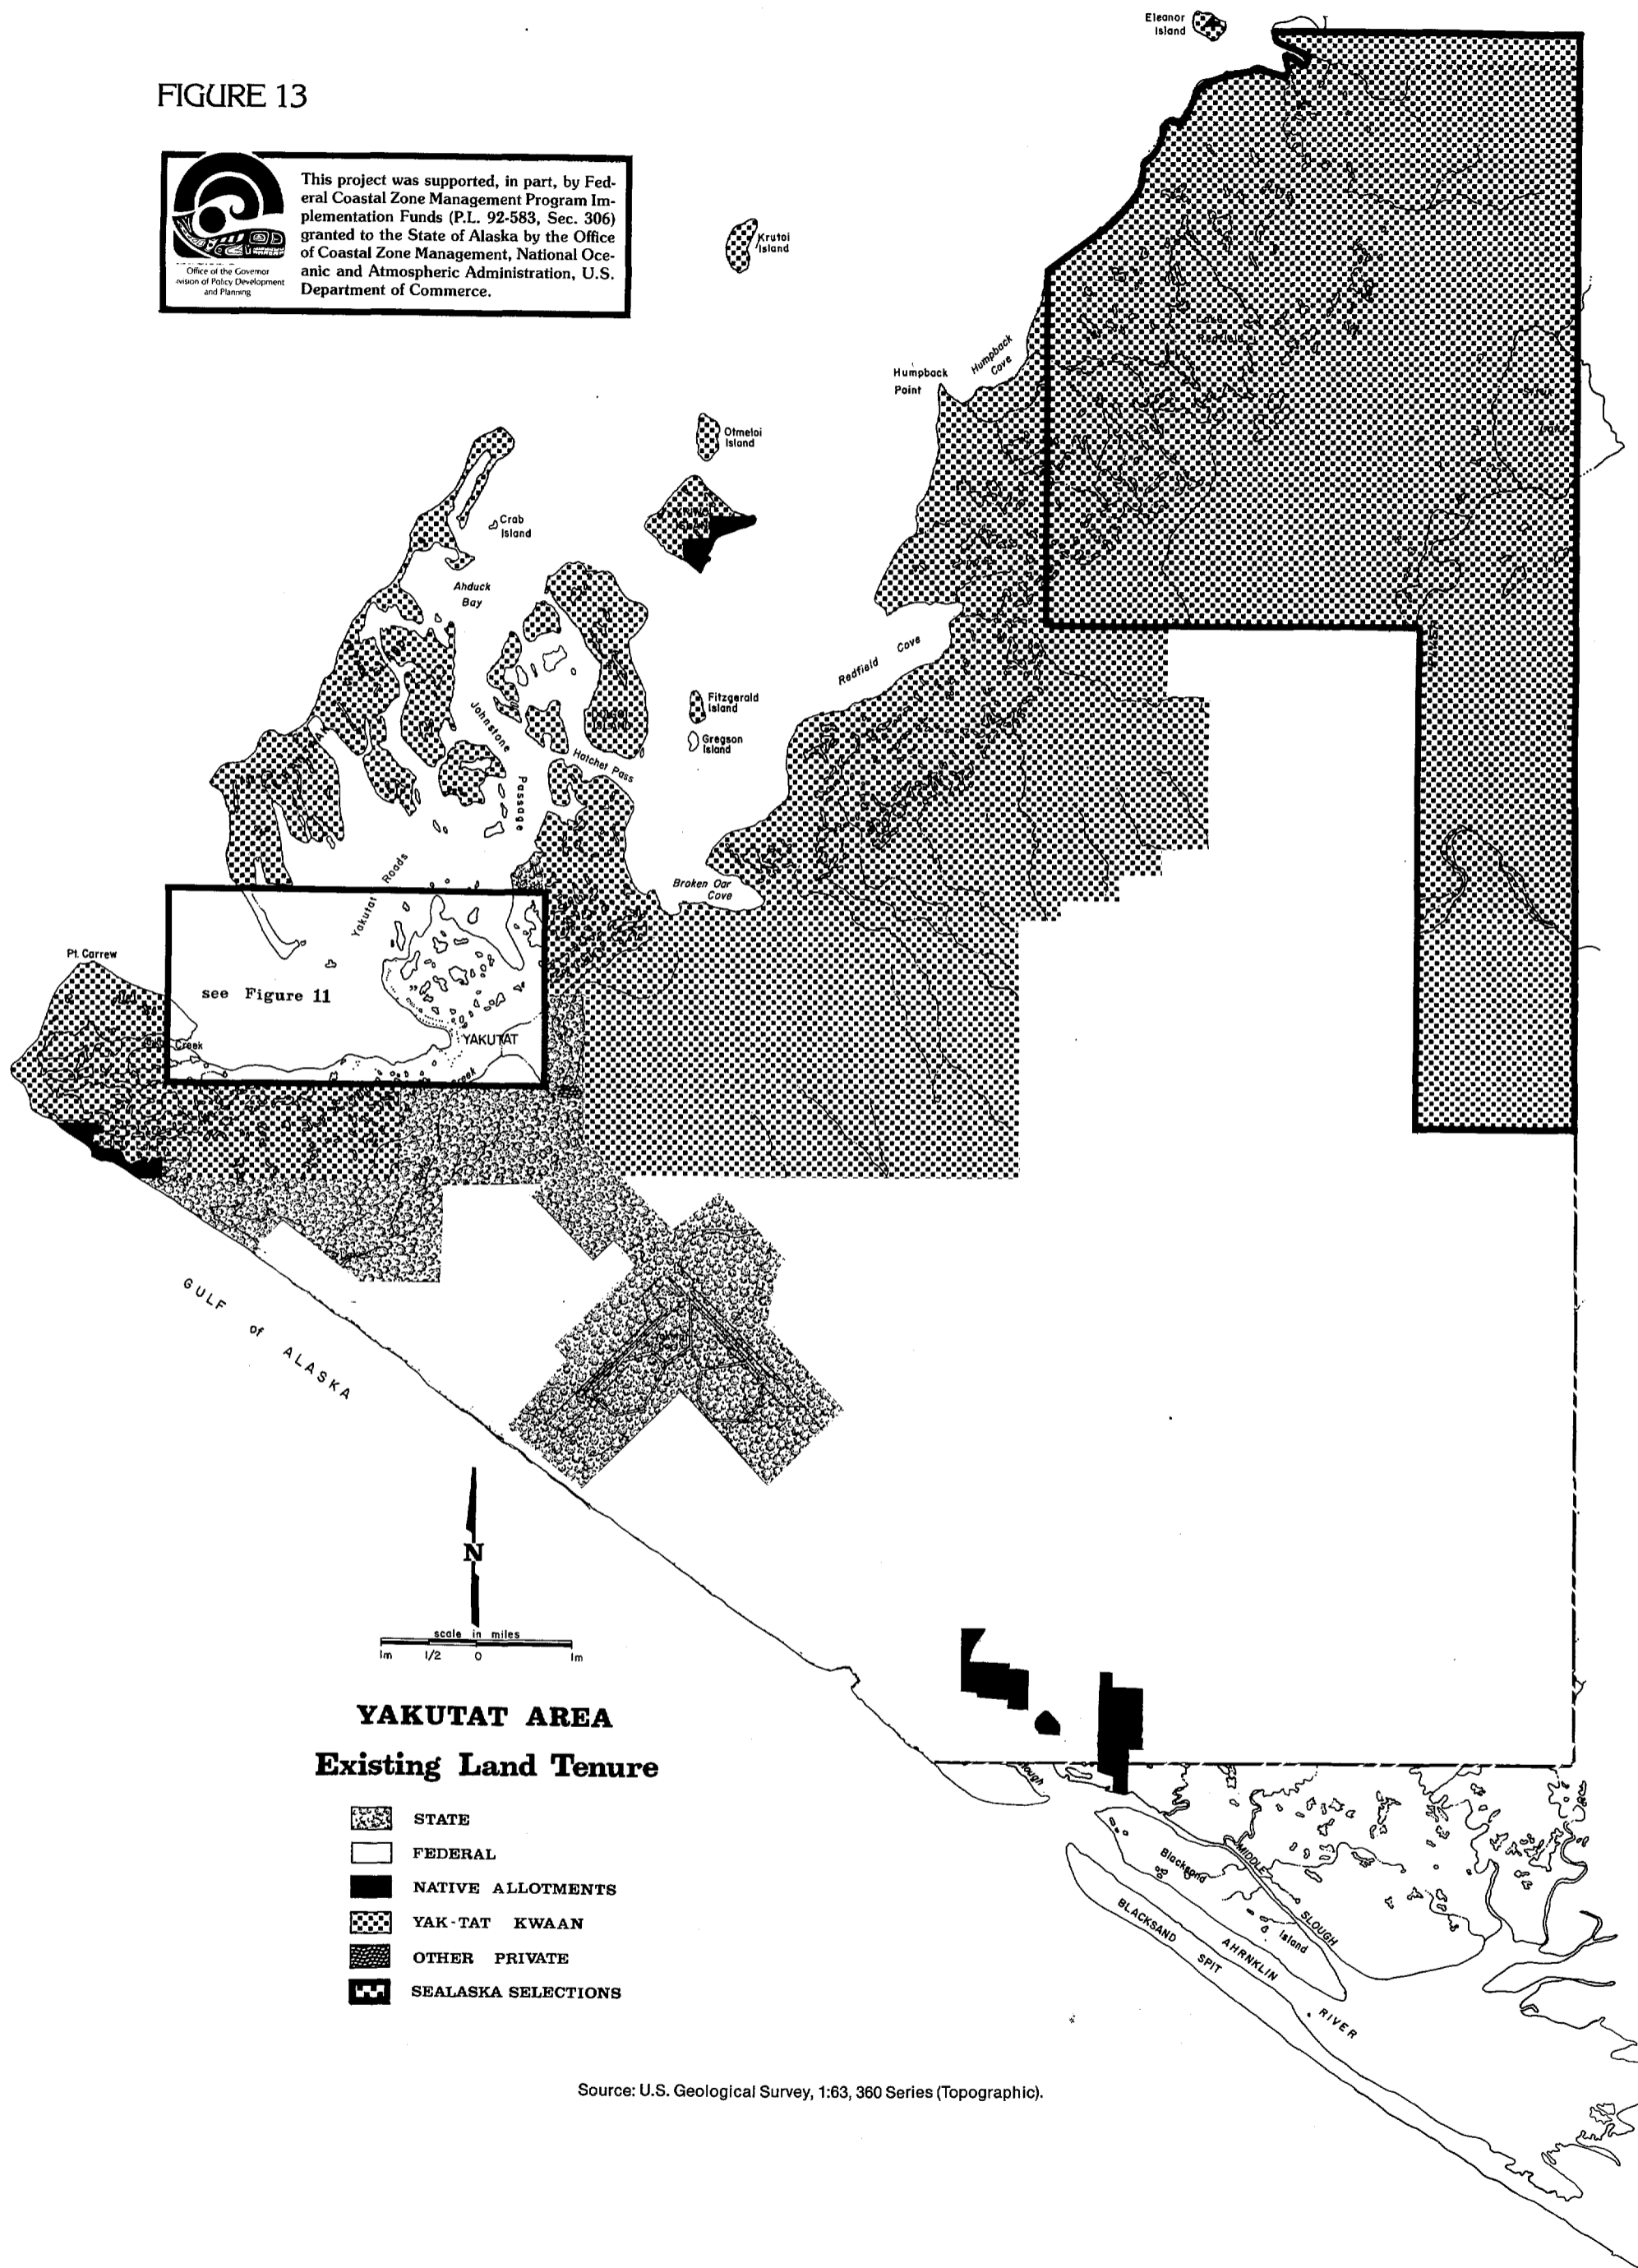 FIGURE 13
This project was supported, in part, by Fed-
eral Coastal Zone Management Program Im-
plementation Funds (P.L. 92-583, Sec. 306)
granted to the State of Alaska by the Office
of Coastal Zone Management, National Oce-
anic and Atmospheric Administration, U.S.
Department of Commerce.
Office of the Governor
ivision of Policy Development
and Planning
Eleanor
Island
Krutoi
Island
Humpback
Cove
Humpback
Point
Redfield
Otmeloi
Island
Crab
Island
Ahduck
Bay
Redfield Cove
Fitzgerald
Island
Gregson
Island
Johnstone
Passage
Hatchet Pass
Yakutat Roads
Broken Oar
Cove
Pt. Carrew
see Figure 11
Creek
YAKUTAT
GULF
of
ALASKA
N
scale in miles
1m 1/2 0 1m
YAKUTAT AREA
Existing Land Tenure
STATE
FEDERAL
NATIVE ALLOTMENTS
YAK-TAT KWAAN
OTHER PRIVATE
SEALASKA SELECTIONS
MIDDLE
SLOUGH
Blacksand
Island
BLACKSAND
SPIT
AHRNKLIN
RIVER
Source: U.S. Geological Survey, 1:63, 360 Series (Topographic).